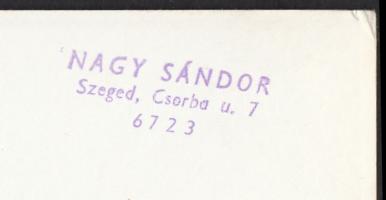 NAGY SÁNDOR
Szeged, Csorba u. 7
6723